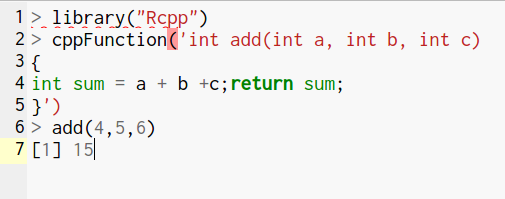 1 > library("Rcpp")
2 > cppFunction('int add(int a, int b, int c)
3 {
4 int sum = a + b +c;return sum;
5 }')
6 > add(4,5,6)
7 [1] 15